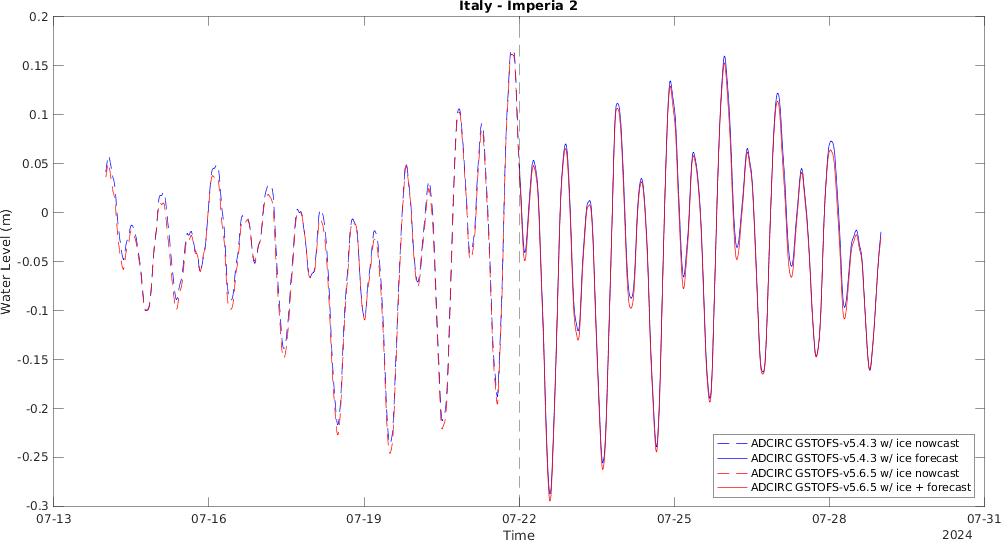 Italy - Imperia 2
0.2
0.15
0.1
0.05
0
-0.05
-0.1
-0.15
-0.2
-0.25
-0.3
Water Level (m)
ADCIRC GSTOFS-v5.4.3 w/ ice nowcast
ADCIRC GSTOFS-v5.4.3 w/ ice forecast
ADCIRC GSTOFS-v5.6.5 w/ ice nowcast
ADCIRC GSTOFS-v5.6.5 w/ ice + forecast
07-13 07-16 07-19 07-22 07-25 07-28 07-31
Time
2024